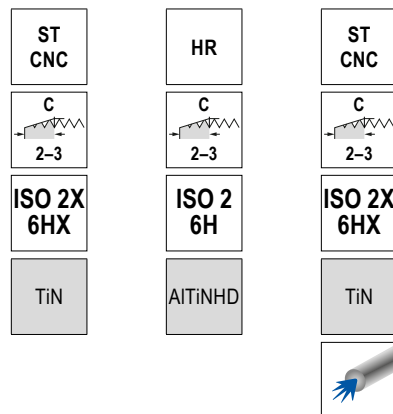 ST
CNC
HR
ST
CNC
C
2–3
C
2–3
C
2–3
ISO 2X
6HX
ISO 2
6H
ISO 2X
6HX
TiN
AlTiNHD
TiN